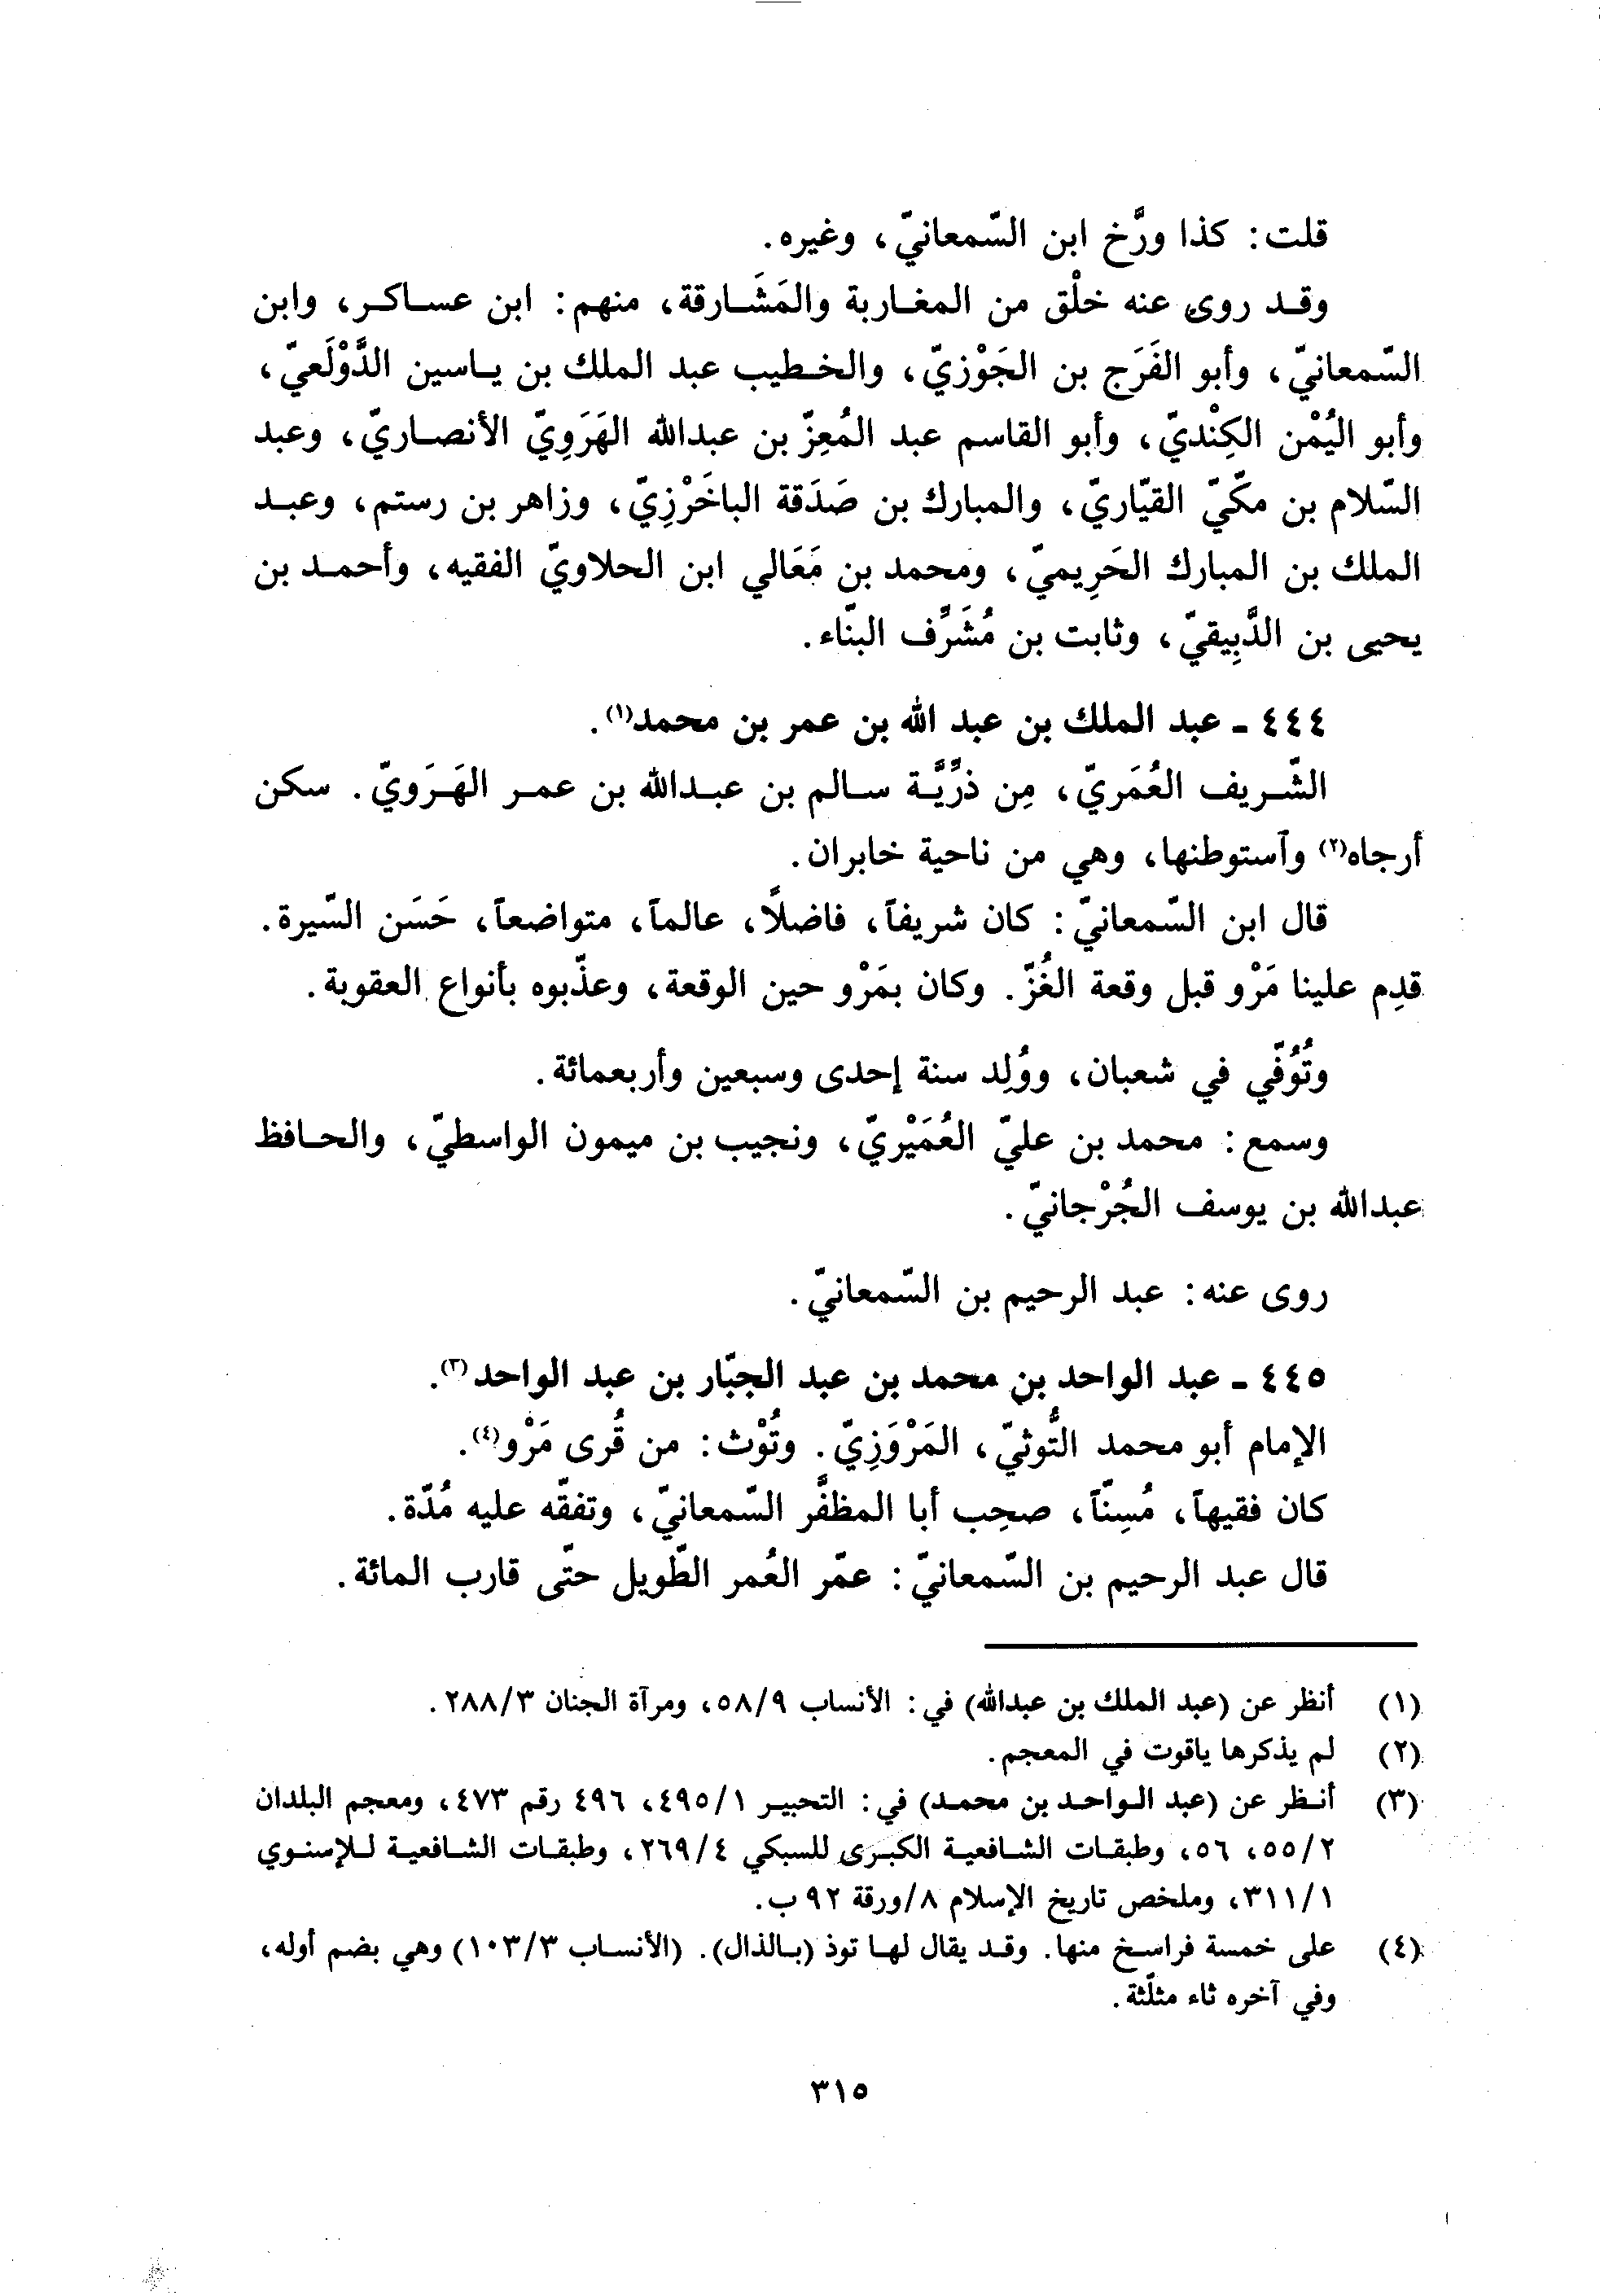 قلت: كذا ورَّخ ابن السّمعانيّ، وغيره.
وقد روى عنه خلْق من المغاربة والمَشَارقة، منهم: ابن عساكر، وابن
السّمعانيّ، وأبو الفَرَج بن الجَوْزيّ، والخطيب عبد الملك بن ياسين الدَّوْلَعيّ،
وأبو اليُمْن الكِنْديّ، وأبو القاسم عبد المُعِزّ بن عبدالله الهَرَوِيّ الأنصاريّ، وعبد
السّلام بن مكّيّ القيّاريّ، والمبارك بن صَدَقة الباخَرْزِيّ، وزاهر بن رستم، وعبد
الملك بن المبارك الحَرِيميّ، ومحمد بن مَعَالي ابن الحلاويّ الفقيه، وأحمد بن
يحيى بن الدَّبِيقيّ، وثابت بن مُشَرَّف البنّاء.
٤٤٤ ـ عبد الملك بن عبد الله بن عمر بن محمد(١).
الشّريف العُمَريّ، مِن ذرّيَّة سالم بن عبدالله بن عمر الهَرَويّ. سكن
أرجاه(٢) وآستوطنها، وهي من ناحية خابران.
قال ابن السّمعانيّ: كان شريفاً، فاضلًا، عالماً، متواضعاً، حَسَن السّيرة.
قدِم علينا مَرْو قبل وقعة الغُزّ. وكان بمَرْو حين الوقعة، وعذّبوه بأنواع العقوبة.
وتُوُفّي في شعبان، ووُلِد سنة إحدى وسبعين وأربعمائة.
وسمع: محمد بن عليّ العُمَيْريّ، ونجيب بن ميمون الواسطيّ، والحافظ
عبدالله بن يوسف الجُرْجانيّ.
روى عنه: عبد الرحيم بن السّمعانيّ.
٤٤٥ ـ عبد الواحد بن محمد بن عبد الجبّار بن عبد الواحد(٣).
الإمام أبو محمد التُّوثيّ، المَرْوَزِيّ. وتُوْث: من قُرى مَرْو(٤).
كان فقيهاً، مُسِنّاً، صحِب أبا المظفَّر السّمعانيّ، وتفقّه عليه مُدّة.
قال عبد الرحيم بن السّمعانيّ: عمّر العُمر الطّويل حتّى قارب المائة.
(١) أنظر عن (عبد الملك بن عبدالله) في: الأنساب ٥٨/٩، ومرآة الجنان ٢٨٨/٣.
(٢) لم يذكرها ياقوت في المعجم.
(٣) أنظر عن (عبد الواحد بن محمد) في: التحبير ٤٩٥/١، ٤٩٦ رقم ٤٧٣، ومعجم البلدان
٥٥/٢، ٥٦، وطبقات الشافعية الكبرى للسبكي ٢٦٩/٤، وطبقات الشافعية للإسنوي
٣١١/١، وملخص تاريخ الإسلام ٨/ورقة ٩٢ ب.
(٤) على خمسة فراسخ منها. وقد يقال لها توذ (بالذال). (الأنساب ١٠٣/٣) وهي بضم أوله،
وفي آخره ثاء مثلّثة.
٣١٥